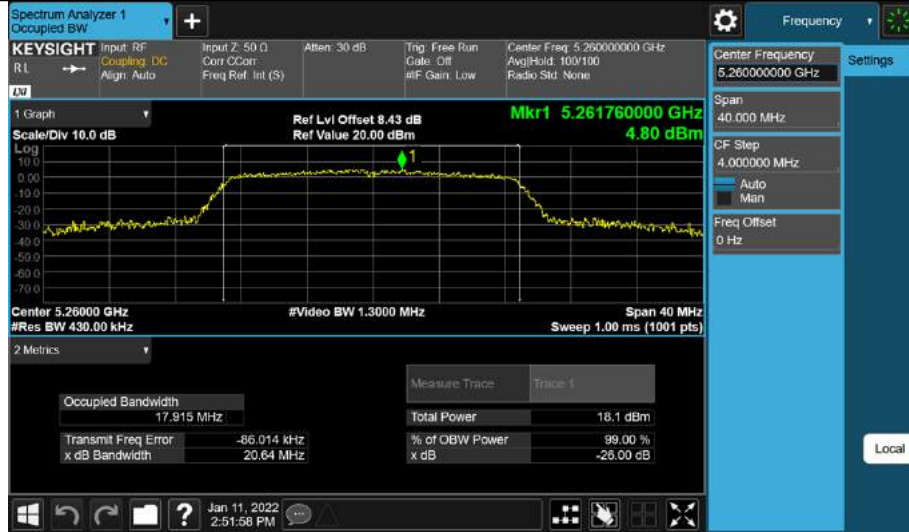 Spectrum Analyzer 1
Occupied BW
+
Frequency
KEYSIGHT
RL
LXI
Input: RF
Coupling: DC
Align: Auto
Input Z: 50 Ω
Corr CCorr
Freq Ref: Int (S)
Atten: 30 dB
Trig: Free Run
Gate: Off
#IF Gain: Low
Center Freq: 5.260000000 GHz
Avg|Hold: 100/100
Radio Std: None
Center Frequency
5.260000000 GHz
Settings
Span
40.000 MHz
CF Step
4.000000 MHz
Auto
Man
Freq Offset
0 Hz
Local
1 Graph
Scale/Div 10.0 dB
Ref Lvl Offset 8.43 dB
Ref Value 20.00 dBm
Mkr1 5.261760000 GHz
4.80 dBm
Log
10.0
0.00
-10.0
-20.0
-30.0
-40.0
-50.0
-60.0
-70.0
1
Center 5.26000 GHz
#Res BW 430.00 kHz
#Video BW 1.3000 MHz
Span 40 MHz
Sweep 1.00 ms (1001 pts)
2 Metrics
Measure Trace
Trace 1
Occupied Bandwidth
17.915 MHz
Total Power
18.1 dBm
Transmit Freq Error
-86.014 kHz
% of OBW Power
99.00 %
x dB Bandwidth
20.64 MHz
x dB
-26.00 dB
?
Jan 11, 2022
2:51:58 PM